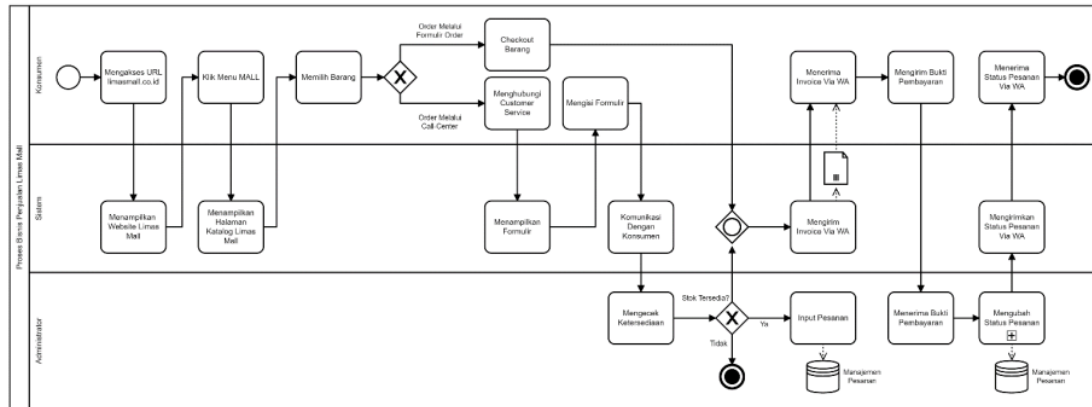 Proses Bisnis Penjualan Limas Mall
Konsumen
Mengakses URL
limasmall.co.id
Klik Menu MALL
Memilih Barang
Order Melalui
Formulir Order
Order Melalui
Call-Center
Checkout
Barang
Menghubungi
Customer
Service
Mengisi Formulir
Menerima
Invoice Via WA
Mengirim Bukti
Pembayaran
Menerima
Status Pesanan
Via WA
Sistem
Menampilkan
Website Limas
Mall
Menampilkan
Halaman
Katalog Limas
Mall
Menampilkan
Formulir
Komunikasi
Dengan
Konsumen
Mengirim
Invoice Via WA
Mengirimkan
Status Pesanan
Via WA
Administrator
Mengecek
Ketersediaan
Stok Tersedia?
Ya
Tidak
Input Pesanan
Manajemen
Pesanan
Menerima Bukti
Pembayaran
Mengubah
Status Pesanan
Manajemen
Pesanan